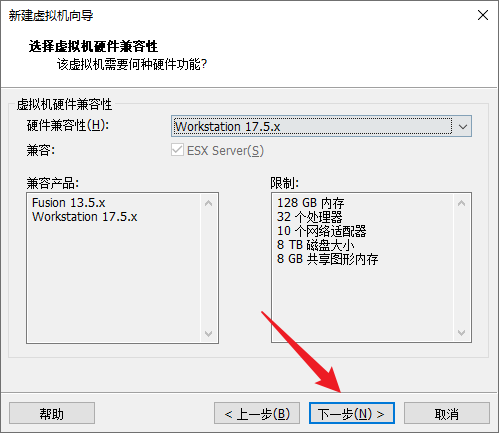 新建虚拟机向导
选择虚拟机硬件兼容性
该虚拟机需要何种硬件功能?
虚拟机硬件兼容性
硬件兼容性(H): Workstation 17.5.x
兼容: ESX Server(S)
兼容产品:
Fusion 13.5.x
Workstation 17.5.x
限制:
128 GB 内存
32 个处理器
10 个网络适配器
8 TB 磁盘大小
8 GB 共享图形内存
帮助 < 上一步(B) 下一步(N) > 取消